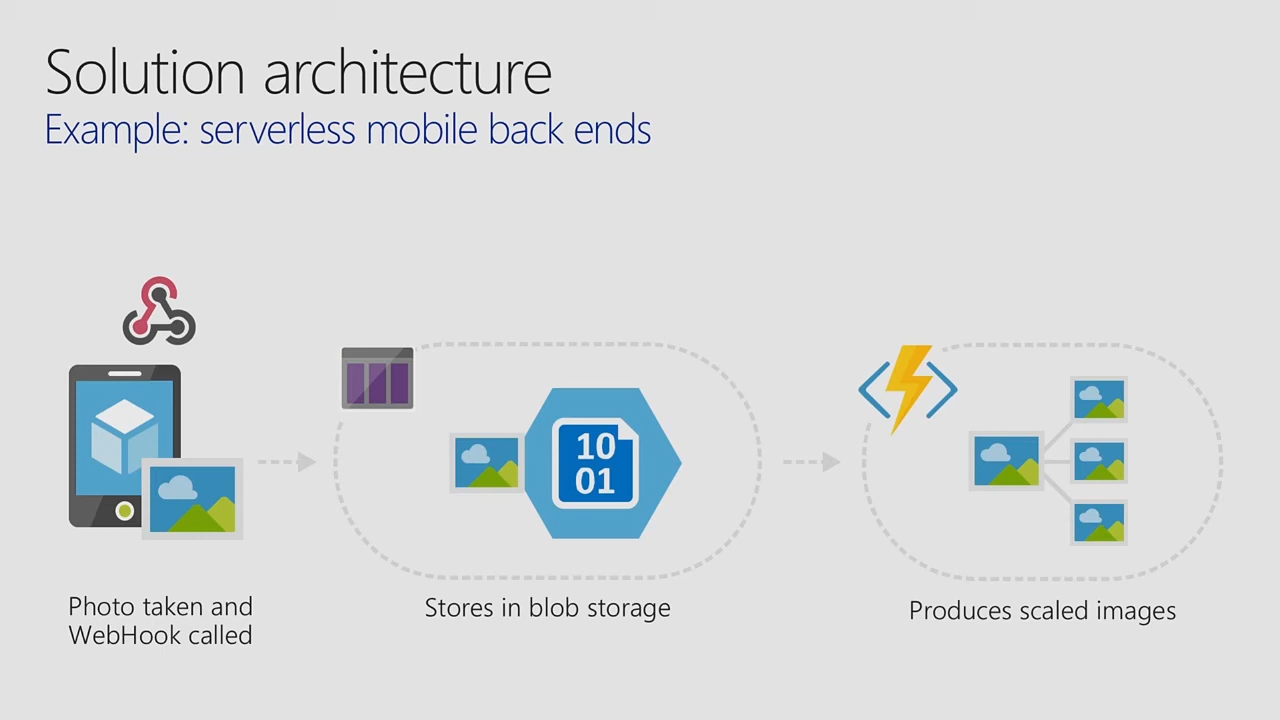 Solution architecture
Example: serverless mobile back ends
10
01
Photo taken and
WebHook called
Stores in blob storage
Produces scaled images